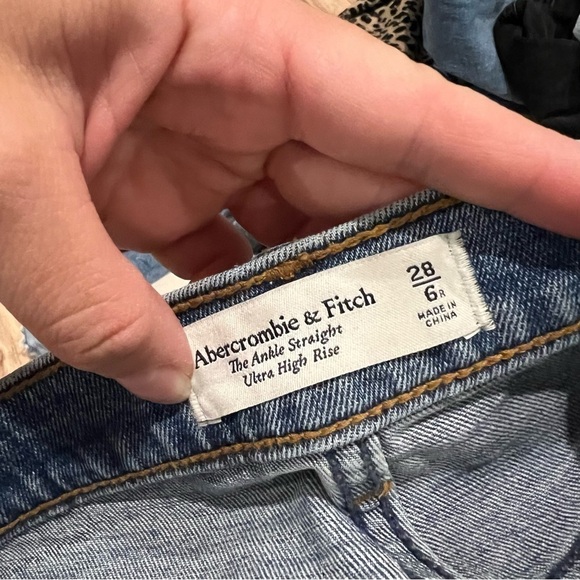 Abercrombie & Fitch
The Ankle Straight
Ultra High Rise
28
6R
MADE IN
CHINA